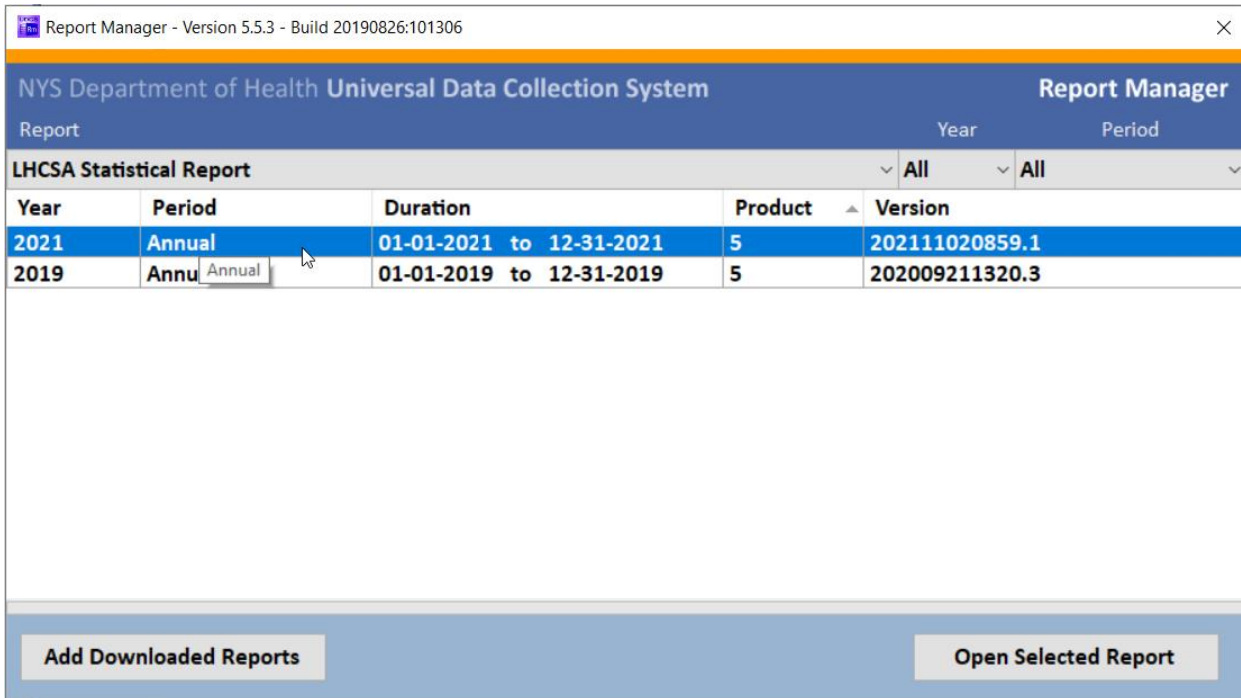 Report Manager - Version 5.5.3 - Build 20190826:101306
NYS Department of Health Universal Data Collection System Report Manager
Report Year Period
LHCSA Statistical Report All All
Year Period Duration Product Version
2021 Annual 01-01-2021 to 12-31-2021 5 202111020859.1
2019 Annu Annual 01-01-2019 to 12-31-2019 5 202009211320.3
Add Downloaded Reports Open Selected Report